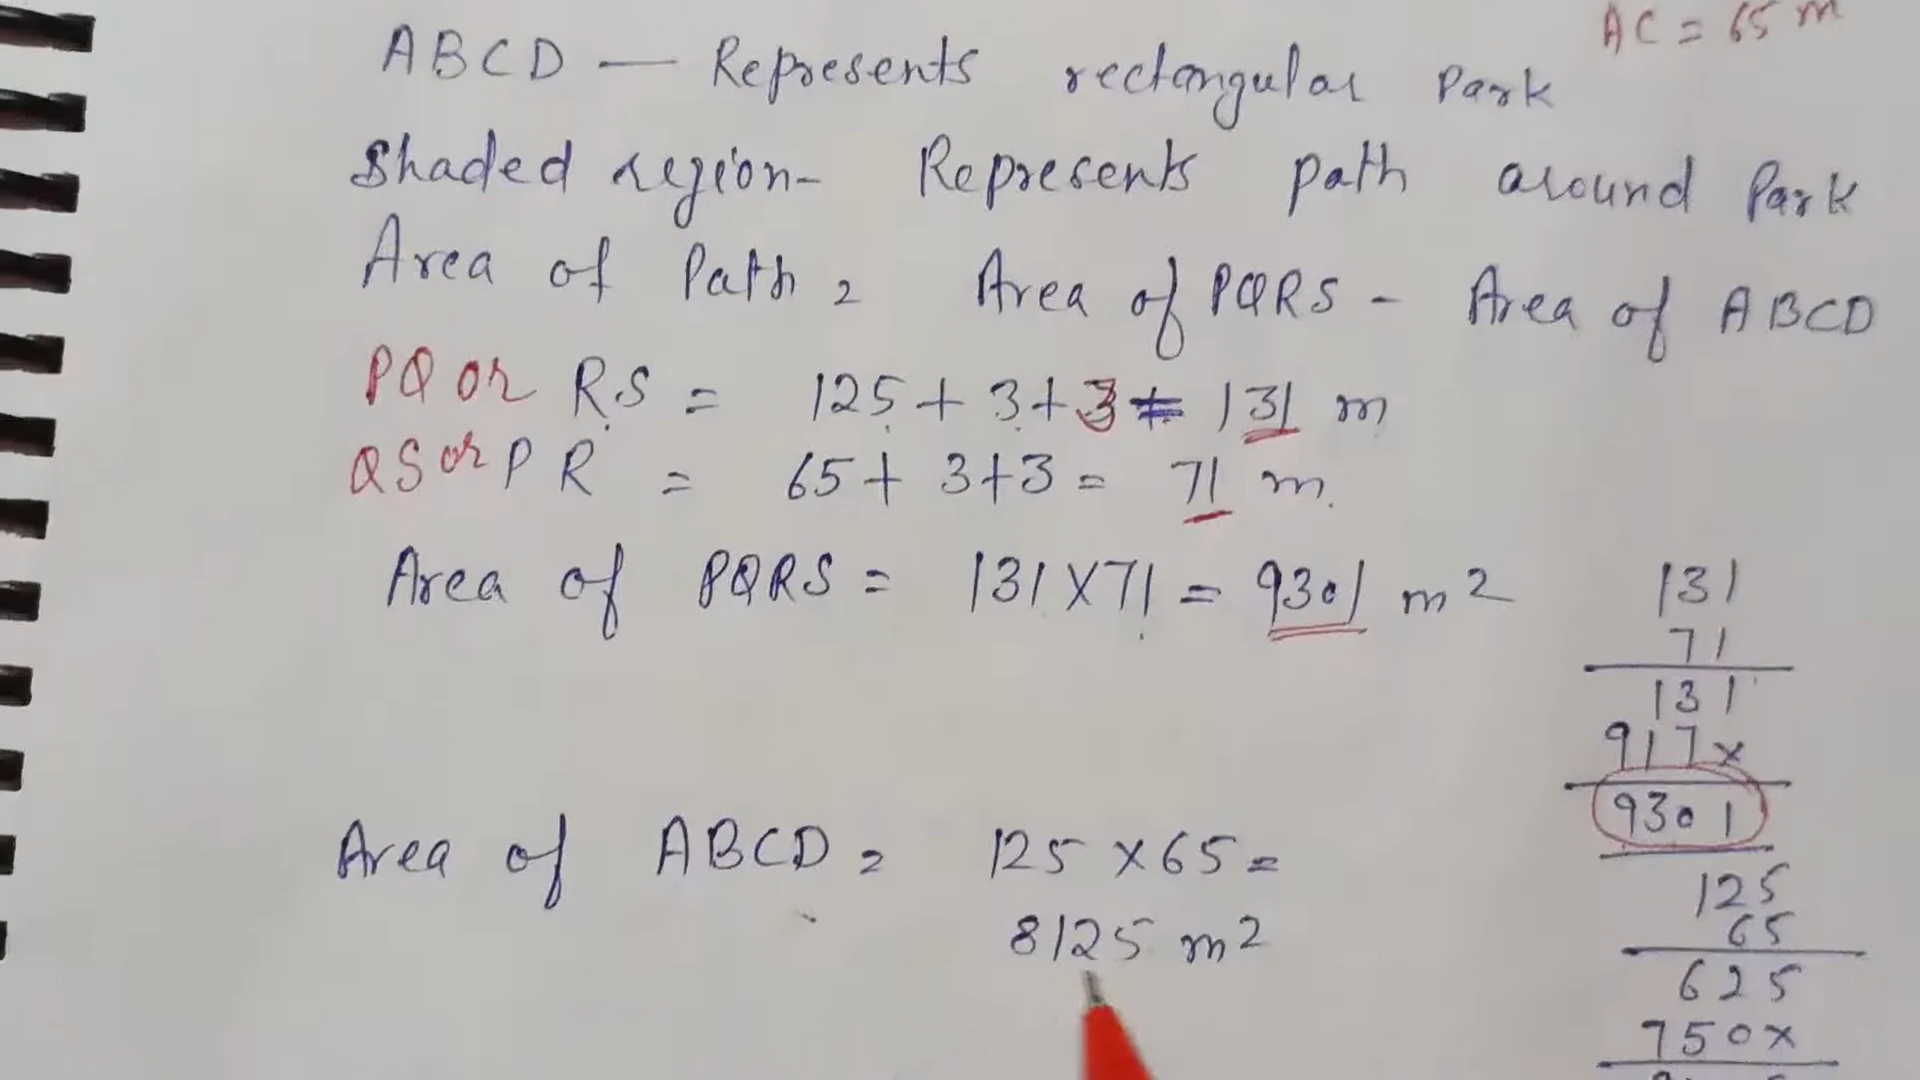 AC = 65 m
ABCD — Represents rectangular Park
Shaded region - Represents path around Park
Area of Path = Area of PQRS - Area of ABCD
PQ or RS = 125 + 3 + 3 = 131 m
QS or PR = 65 + 3 + 3 = 71 m.
Area of PQRS = 131 X 71 = 9301 m2
131
71
131
917x
9301
Area of ABCD = 125 X 65 =
8125 m2
125
65
625
750x